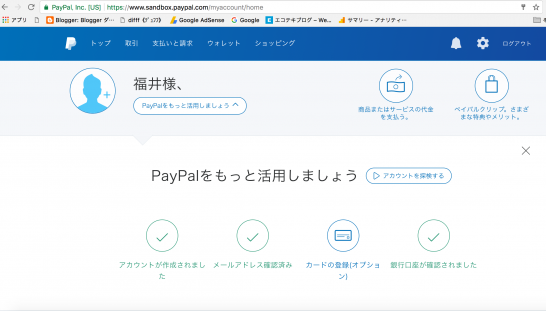 PayPal, Inc. [US] https://www.sandbox.paypal.com/myaccount/home
アプリ Blogger: Blogger ダ… difff《ﾃﾞｭﾌﾌ》 Google AdSense Google エコテキブログ – We… サマリー - アナリティ…
トップ 取引 支払いと請求 ウォレット ショッピング ログアウト
福井様、
PayPalをもっと活用しましょう
商品またはサービスの代金
を支払う。
ペイパルクリップ。さまざ
まな特典やメリット。
PayPalをもっと活用しましょう
アカウントを探検する
アカウントが作成されまし
た
メールアドレス確認済み
カードの登録(オプショ
ン)
銀行口座が確認されました